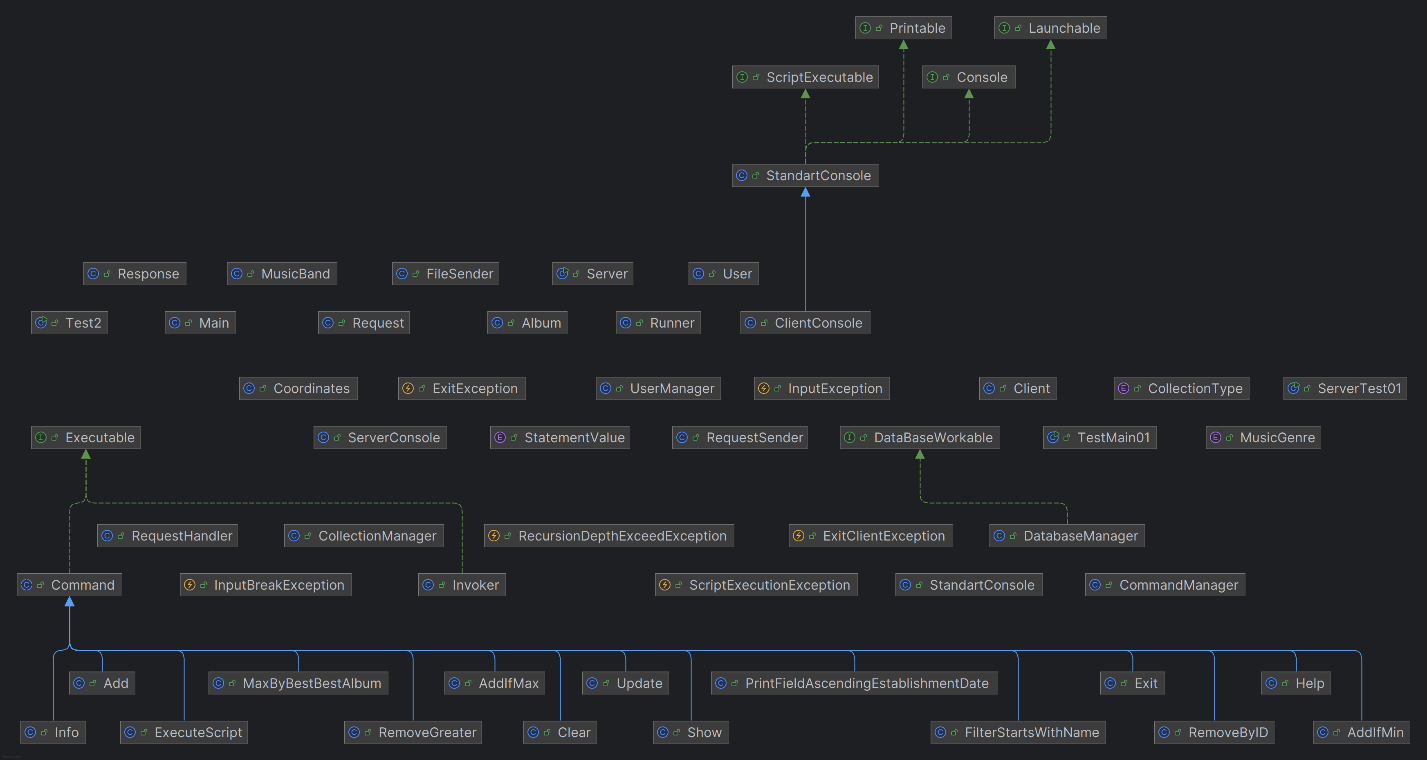 Printable
Launchable
ScriptExecutable
Console
StandartConsole
Response
MusicBand
FileSender
Server
User
Test2
Main
Request
Album
Runner
ClientConsole
Coordinates
ExitException
UserManager
InputException
Client
CollectionType
ServerTest01
Executable
ServerConsole
StatementValue
RequestSender
DataBaseWorkable
TestMain01
MusicGenre
RequestHandler
CollectionManager
RecursionDepthExceedException
ExitClientException
DatabaseManager
Command
InputBreakException
Invoker
ScriptExecutionException
StandartConsole
CommandManager
Add
MaxByBestBestAlbum
AddIfMax
Update
PrintFieldAscendingEstablishmentDate
Exit
Help
Info
ExecuteScript
RemoveGreater
Clear
Show
FilterStartsWithName
RemoveByID
AddIfMin